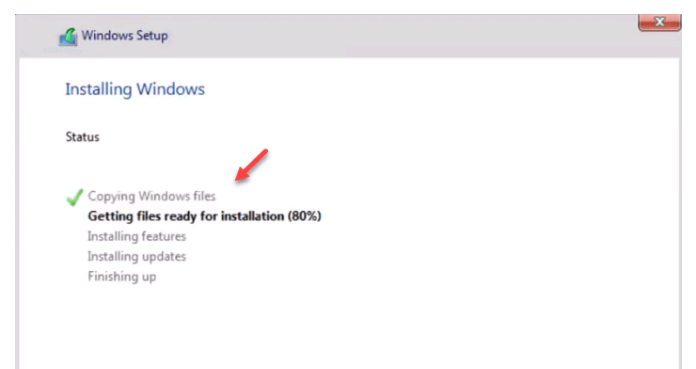 Windows Setup
Installing Windows
Status
Copying Windows files
Getting files ready for installation (80%)
Installing features
Installing updates
Finishing up